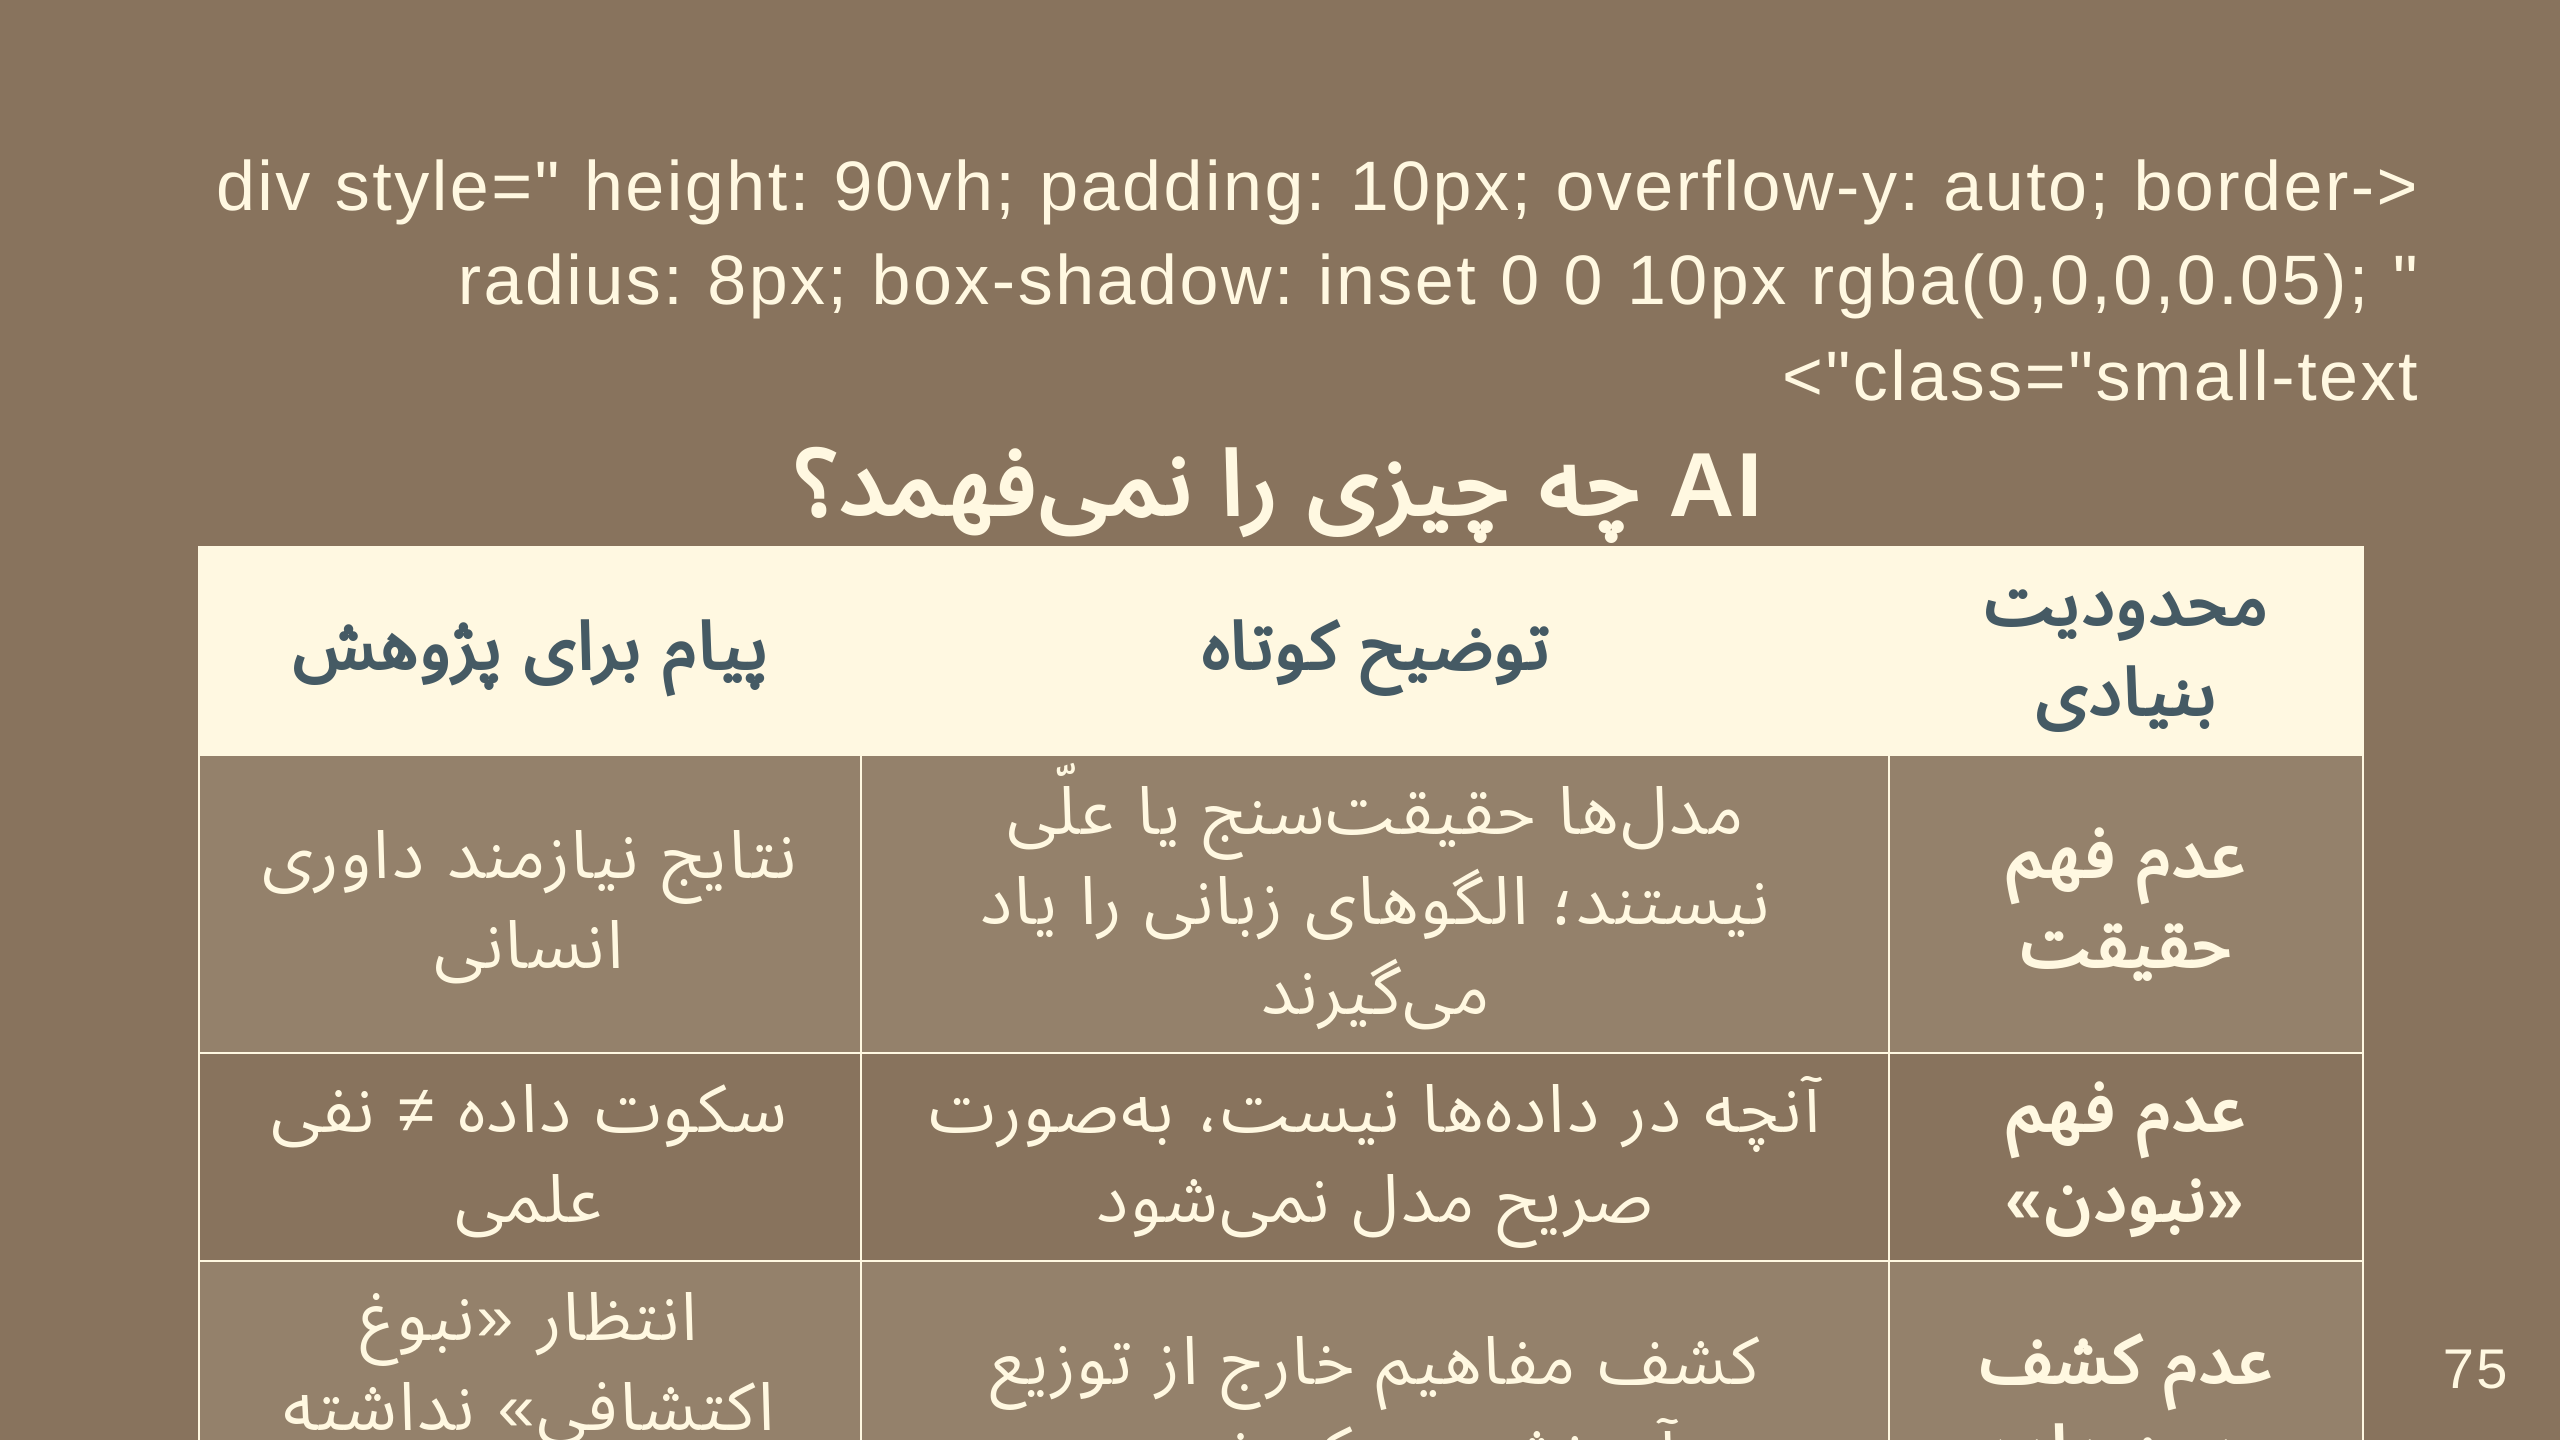 <div style=" height: 90vh; padding: 10px; overflow-y: auto; border-
radius: 8px; box-shadow: inset 0 0 10px rgba(0,0,0,0.05); "
class="small-text">
AI چه چیزی را نمی‌فهمد؟
محدودیت
بنیادی
توضیح کوتاه
پیام برای پژوهش
عدم فهم
حقیقت
مدل‌ها حقیقت‌سنج یا علّی
نیستند؛ الگوهای زبانی را یاد
می‌گیرند
نتایج نیازمند داوری
انسانی
عدم فهم
«نبودن»
آنچه در داده‌ها نیست، به‌صورت
صریح مدل نمی‌شود
سکوت داده ≠ نفی
علمی
عدم کشف
کشف مفاهیم خارج از توزیع
انتظار «نبوغ
اکتشافی» نداشته
75